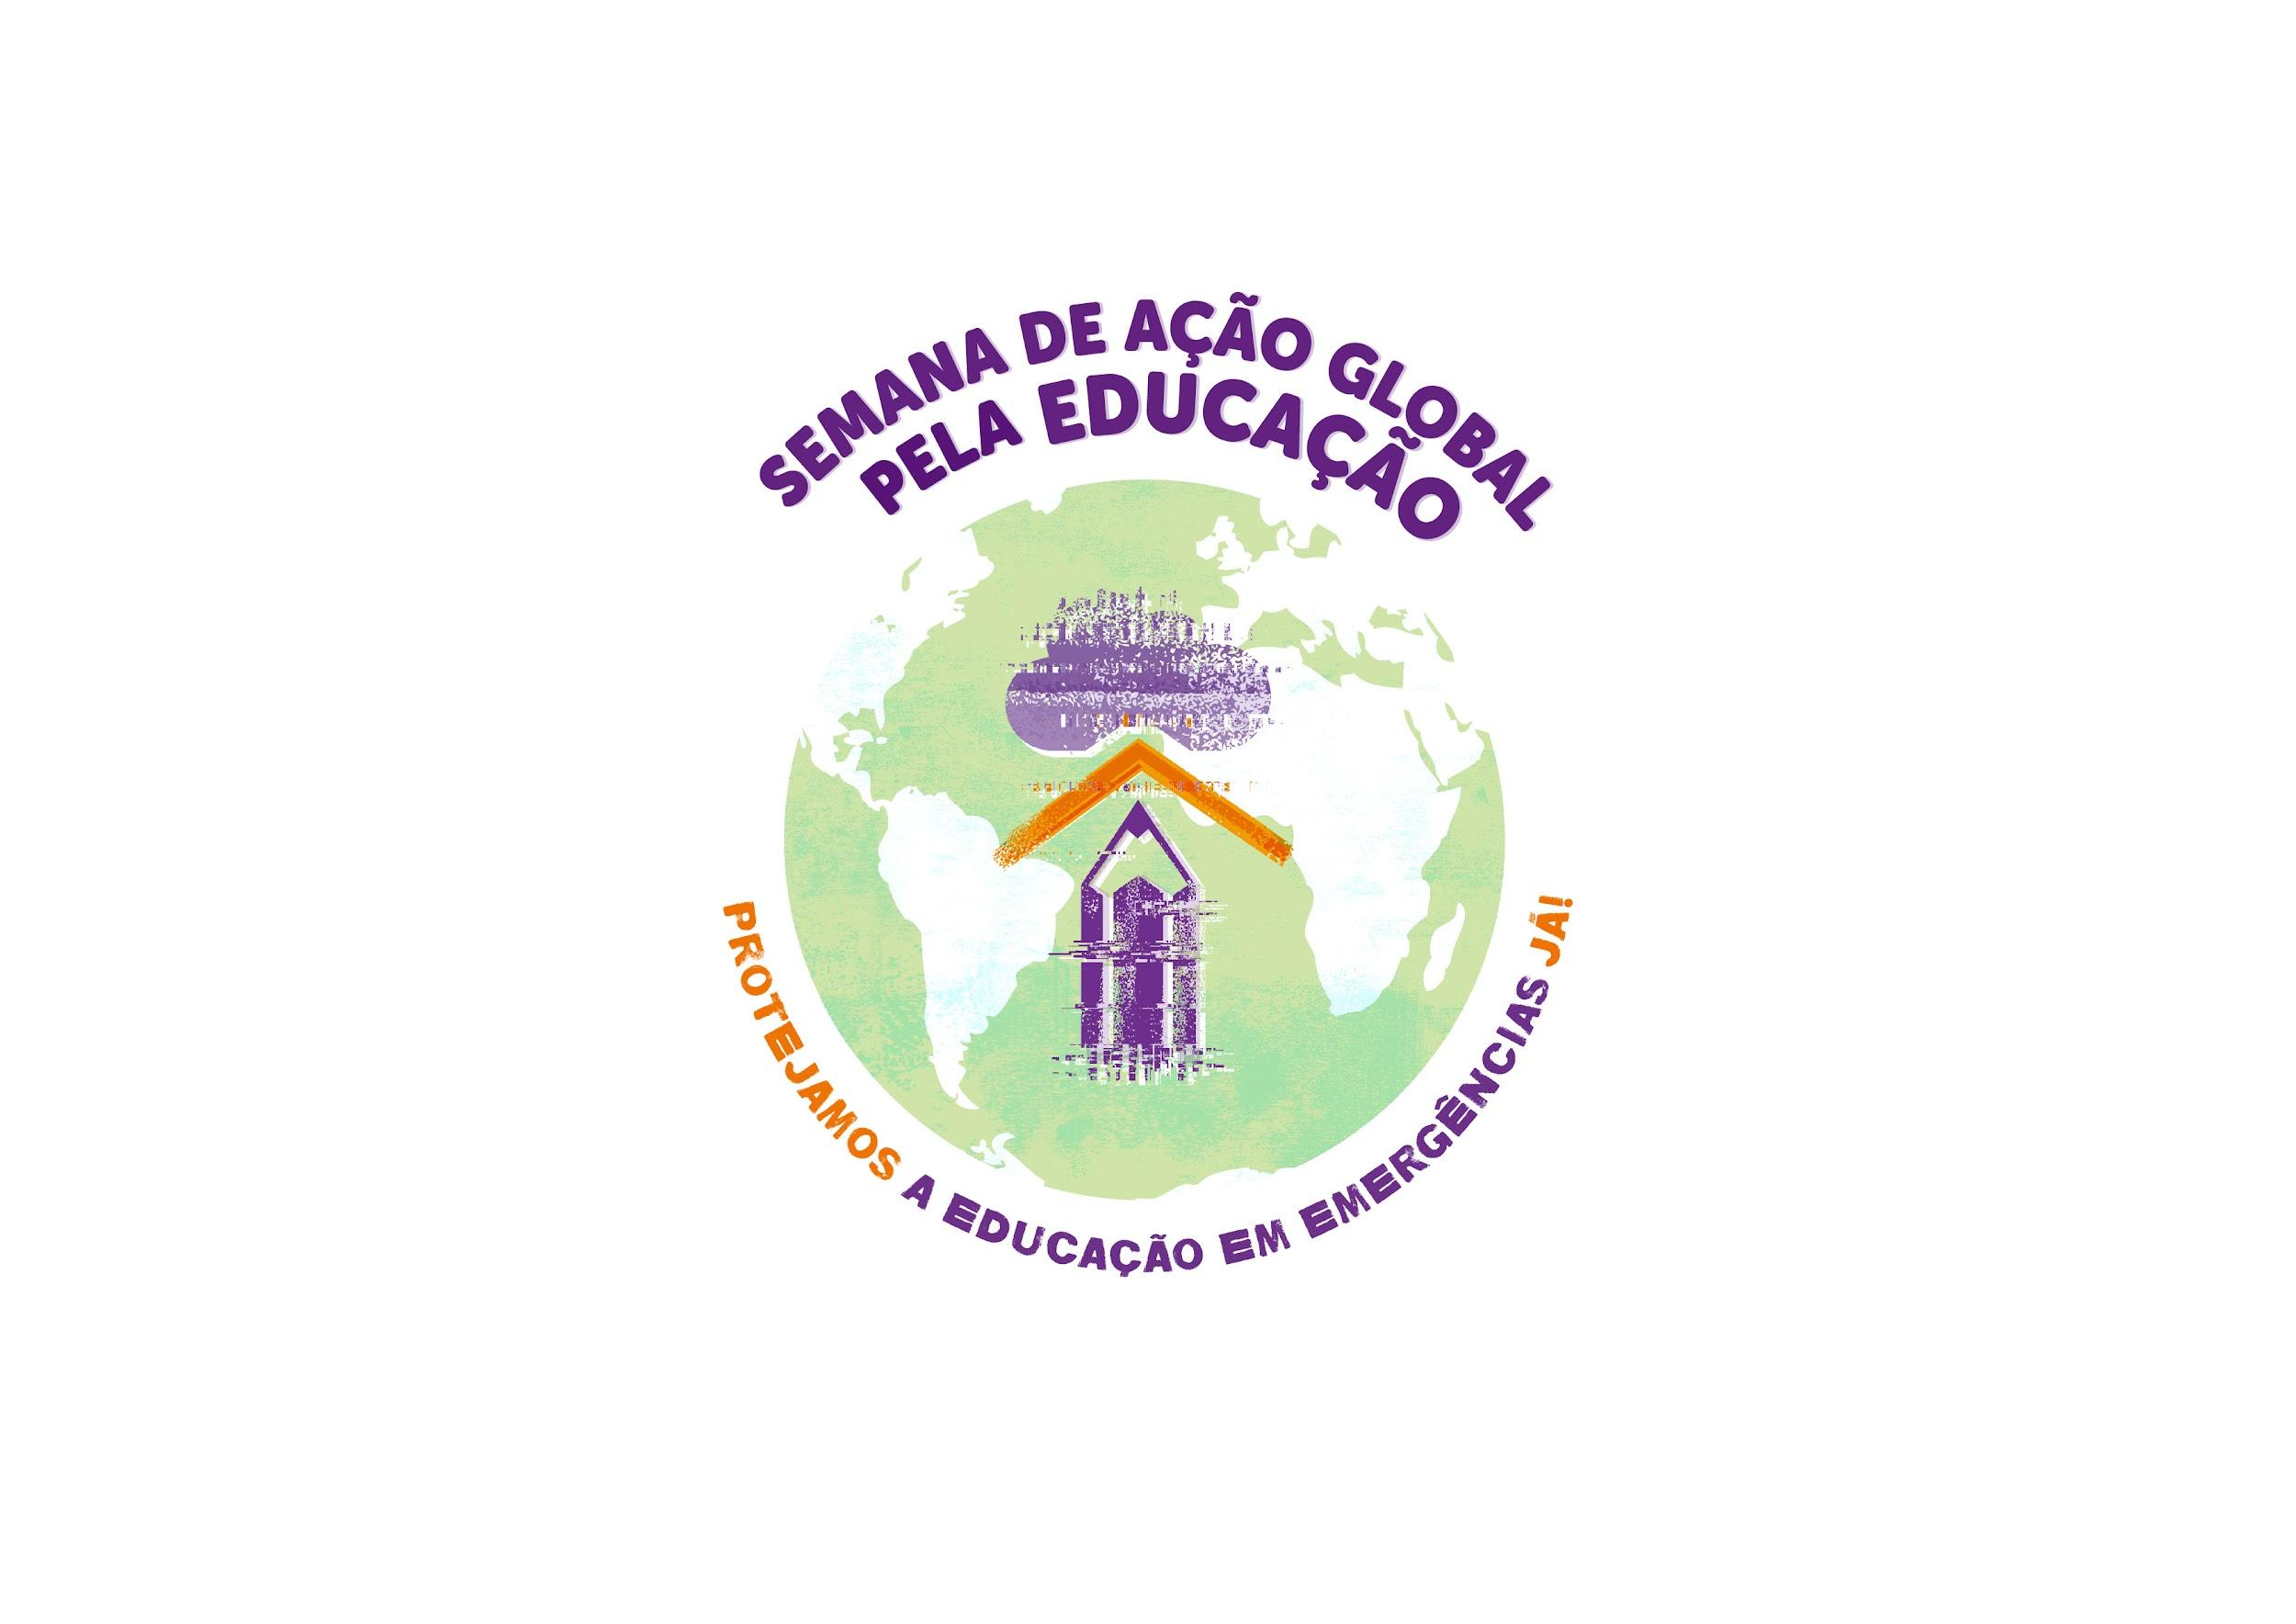 SEMANA DE AÇÃO GLOBAL
PELA EDUCAÇÃO
PROTEJAMOS A EDUCAÇÃO EM EMERGÊNCIAS JÁ!